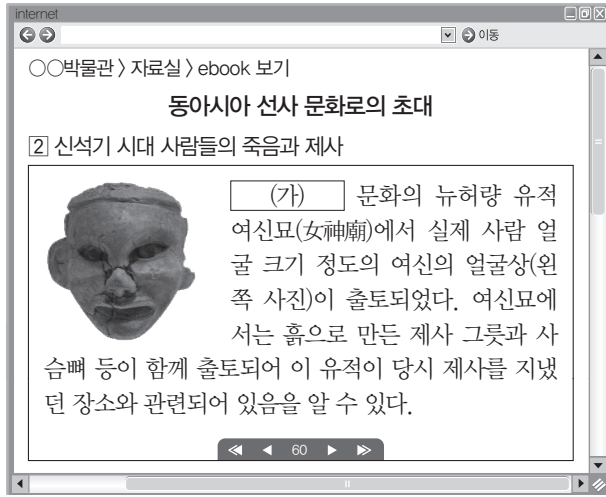 internet
이동
○○박물관 〉 자료실 〉 ebook 보기
동아시아 선사 문화로의 초대
2 신석기 시대 사람들의 죽음과 제사
(가) 문화의 뉴허량 유적
여신묘(女神廟)에서 실제 사람 얼
굴 크기 정도의 여신의 얼굴상(왼
쪽 사진)이 출토되었다. 여신묘에
서는 흙으로 만든 제사 그릇과 사
슴뼈 등이 함께 출토되어 이 유적이 당시 제사를 지냈
던 장소와 관련되어 있음을 알 수 있다.
60